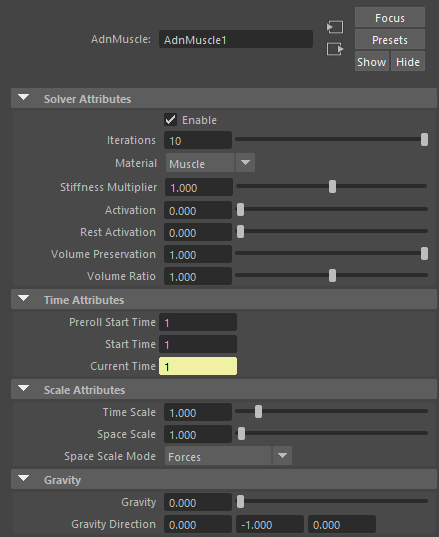 Focus
AdnMuscle: AdnMuscle1
Presets
Show Hide
Solver Attributes
Enable
Iterations 10
Material Muscle
Stiffness Multiplier 1.000
Activation 0.000
Rest Activation 0.000
Volume Preservation 1.000
Volume Ratio 1.000
Time Attributes
Preroll Start Time 1
Start Time 1
Current Time 1
Scale Attributes
Time Scale 1.000
Space Scale 1.000
Space Scale Mode Forces
Gravity
Gravity 0.000
Gravity Direction 0.000 -1.000 0.000